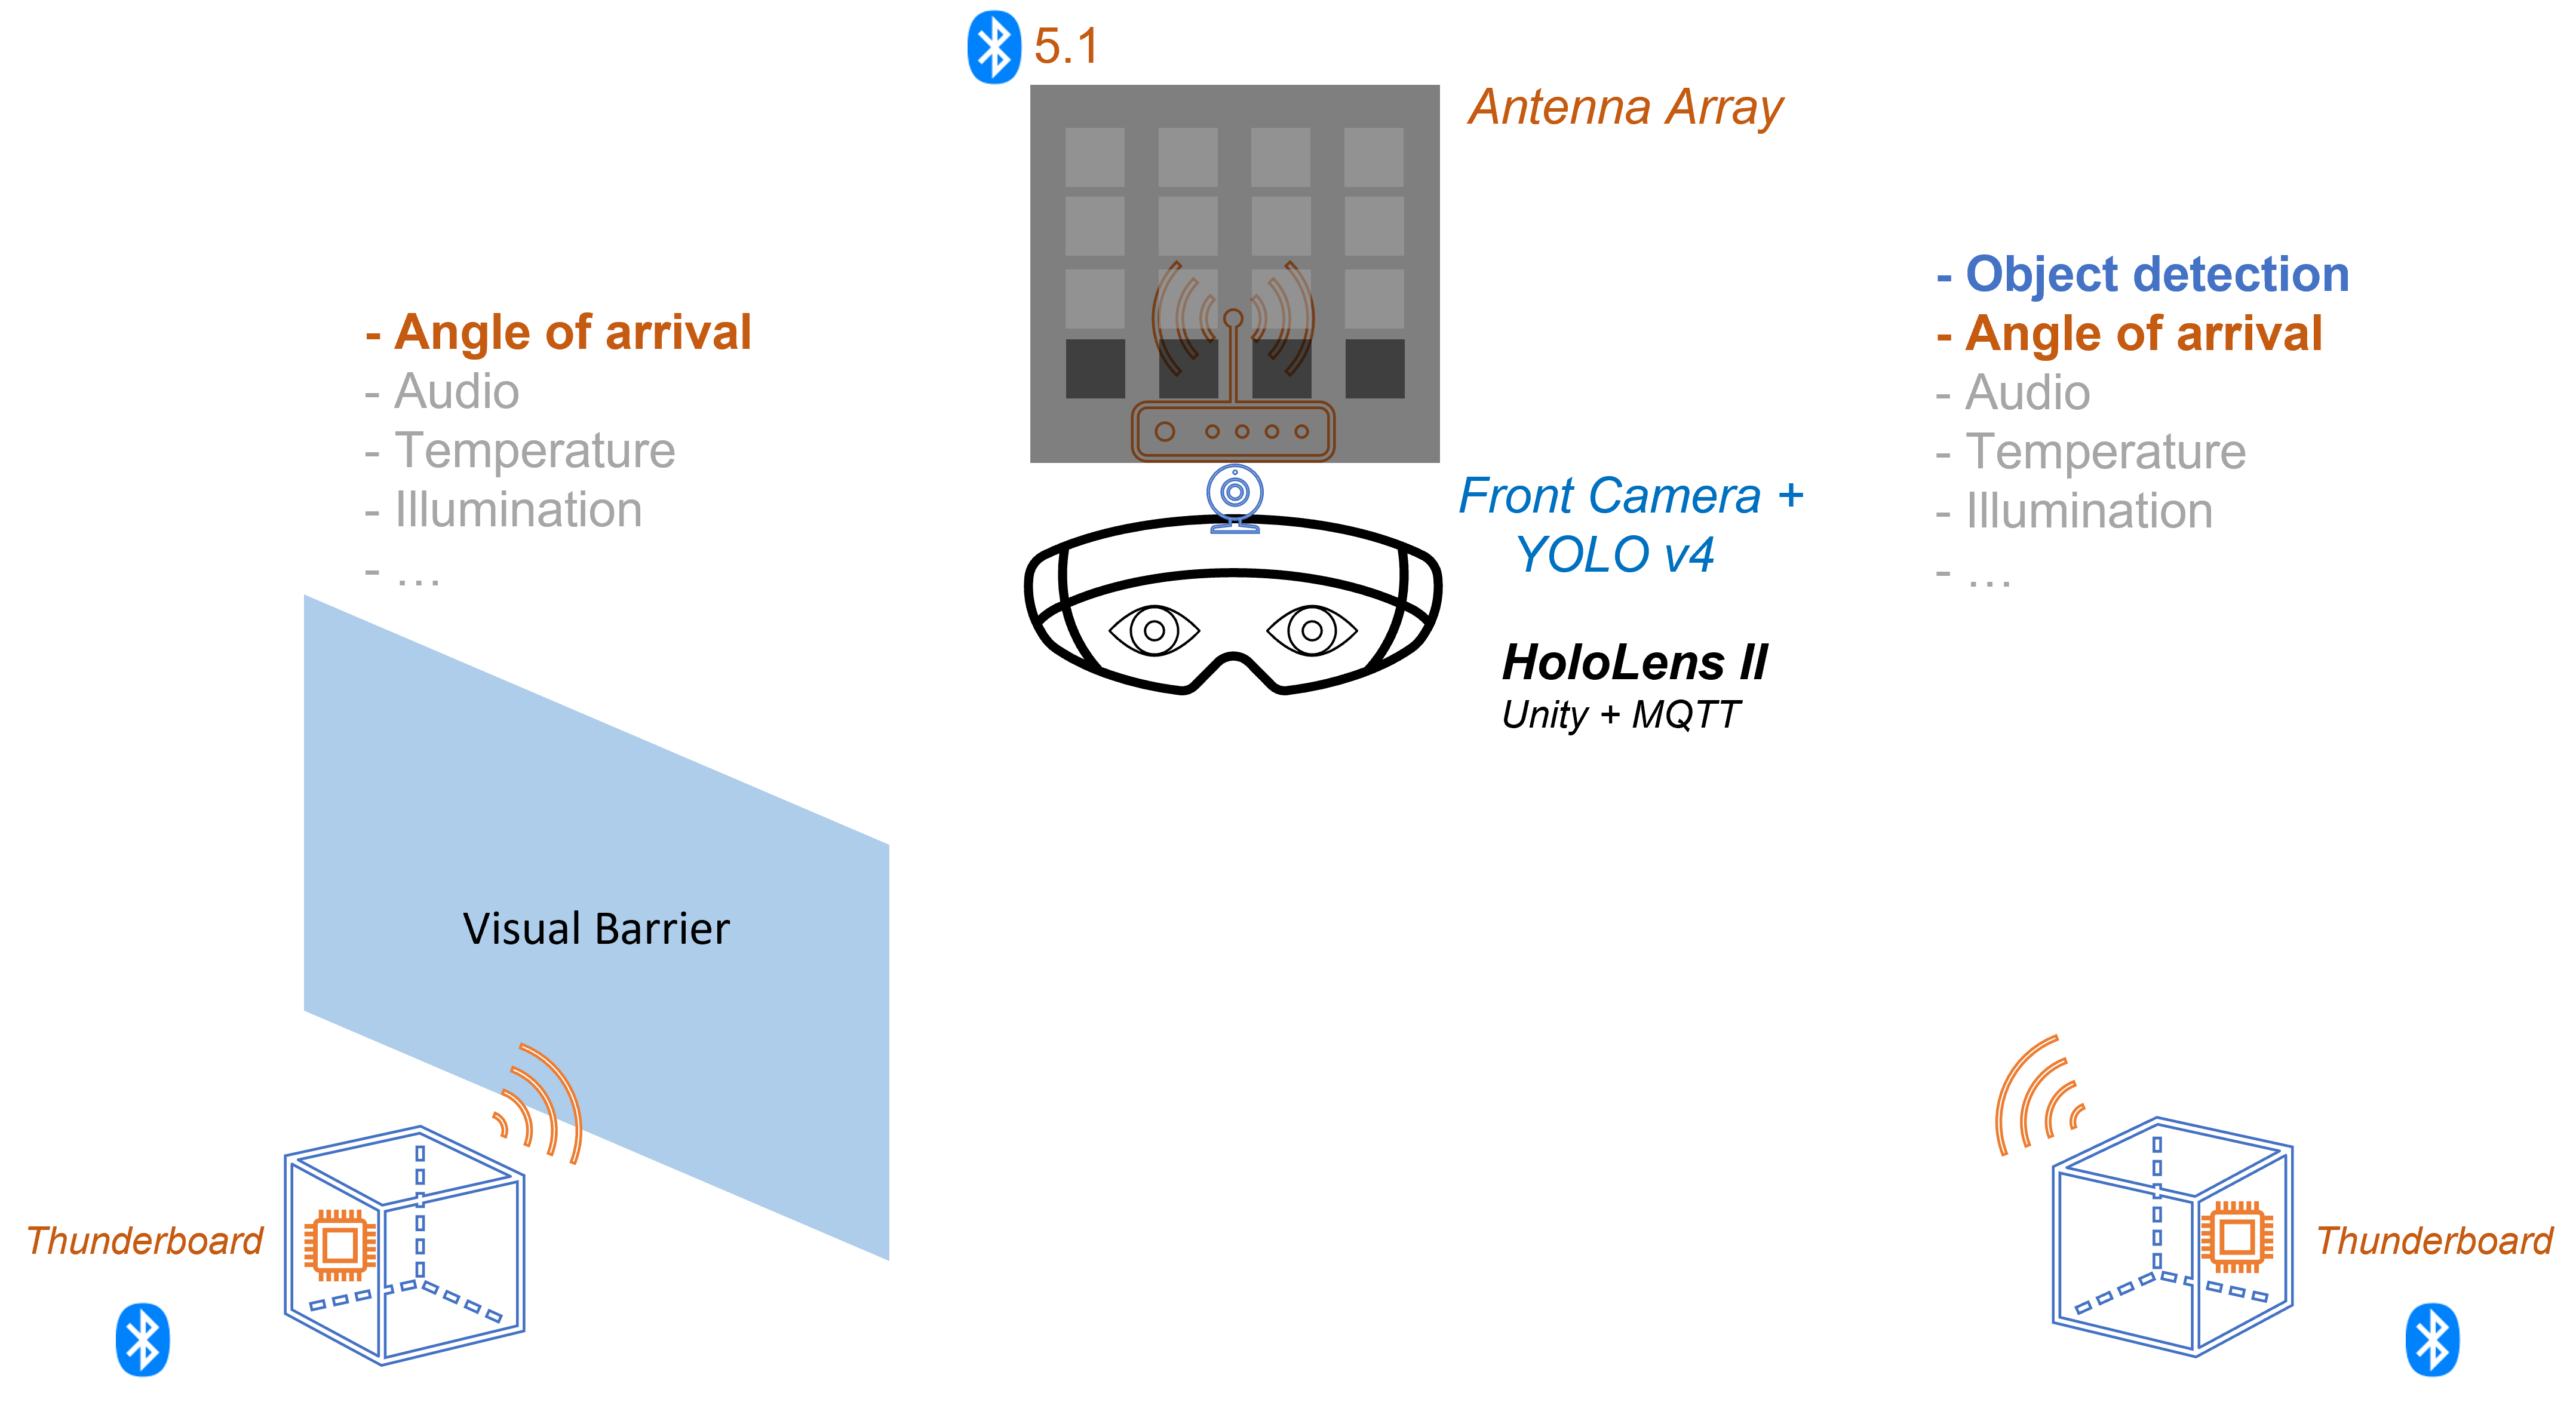 5.1
Antenna Array
- Angle of arrival
- Audio
- Temperature
- Illumination
- …
- Object detection
- Angle of arrival
- Audio
- Temperature
- Illumination
- …
Front Camera +
YOLO v4
HoloLens II
Unity + MQTT
Visual Barrier
Thunderboard
Thunderboard